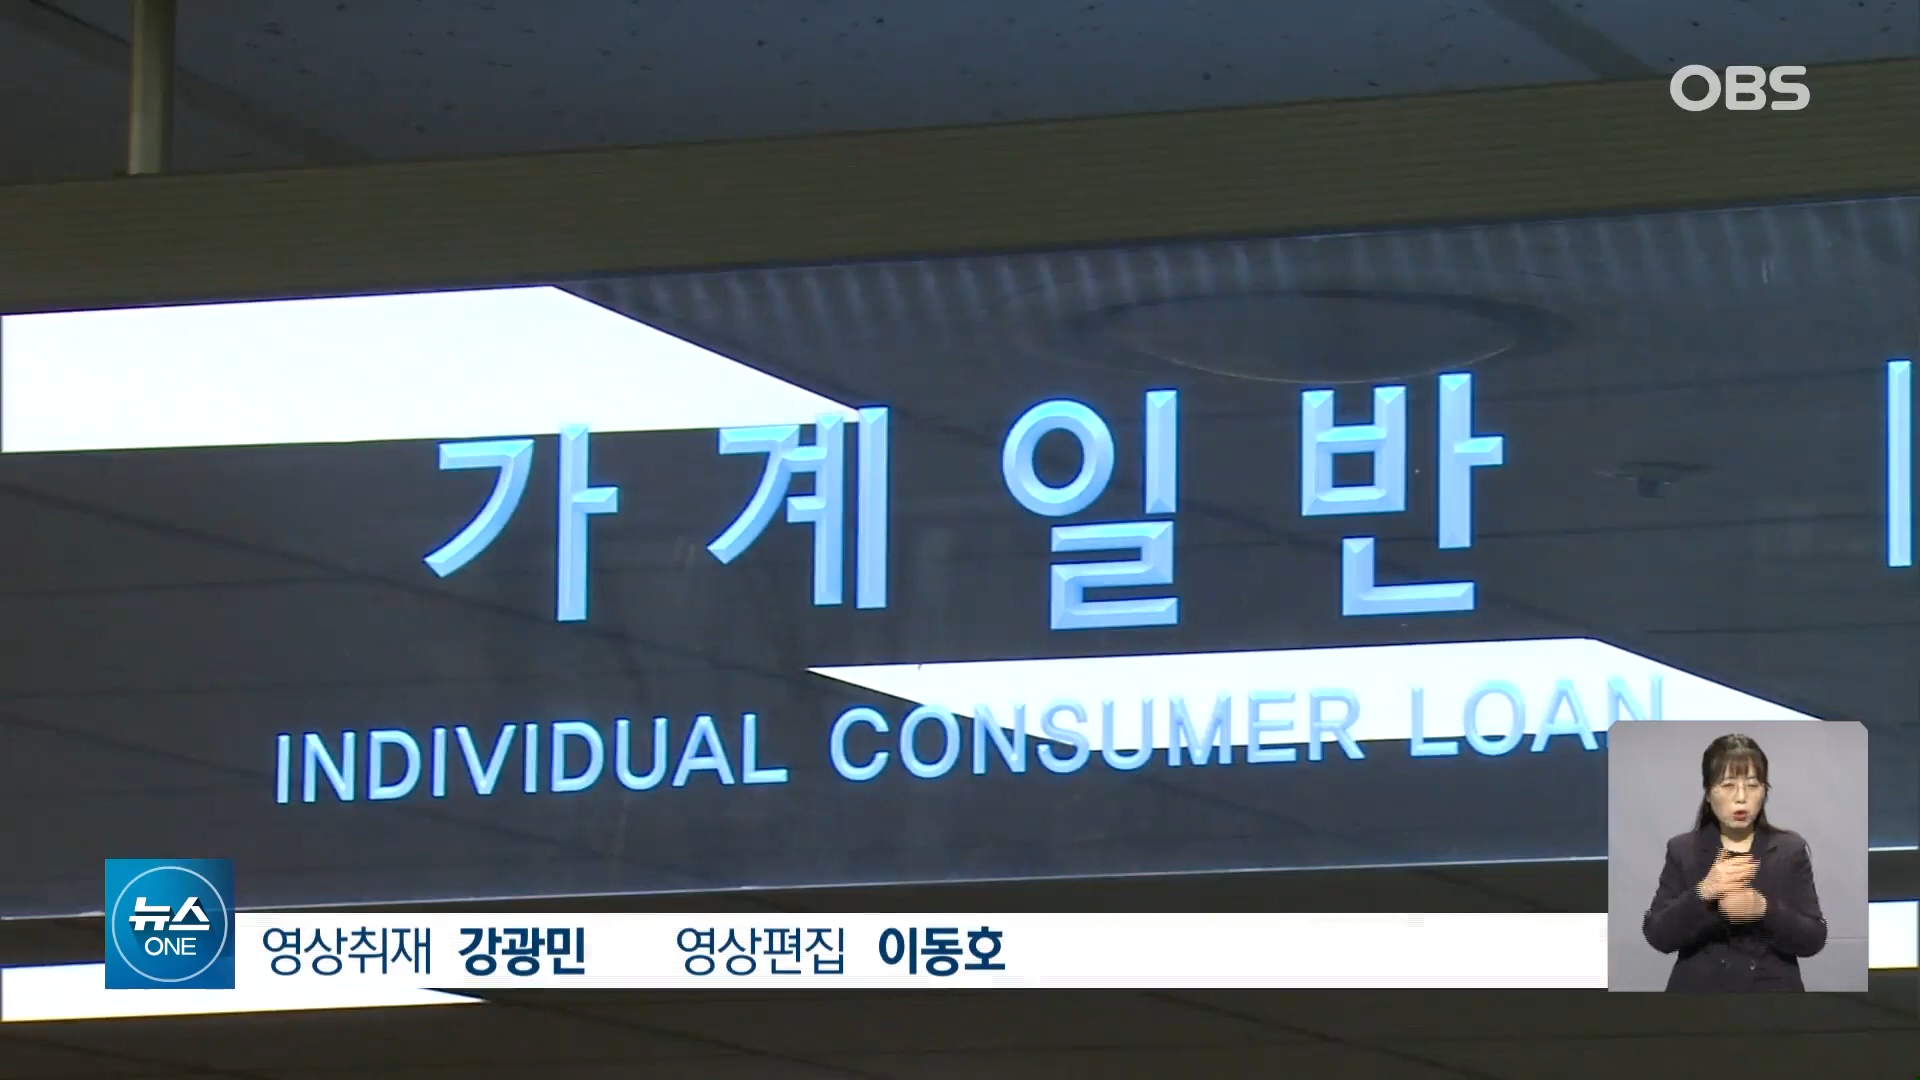 OBS
가계일반
INDIVIDUAL CONSUMER LOAN
뉴스
ONE
영상취재 강광민 영상편집 이동호